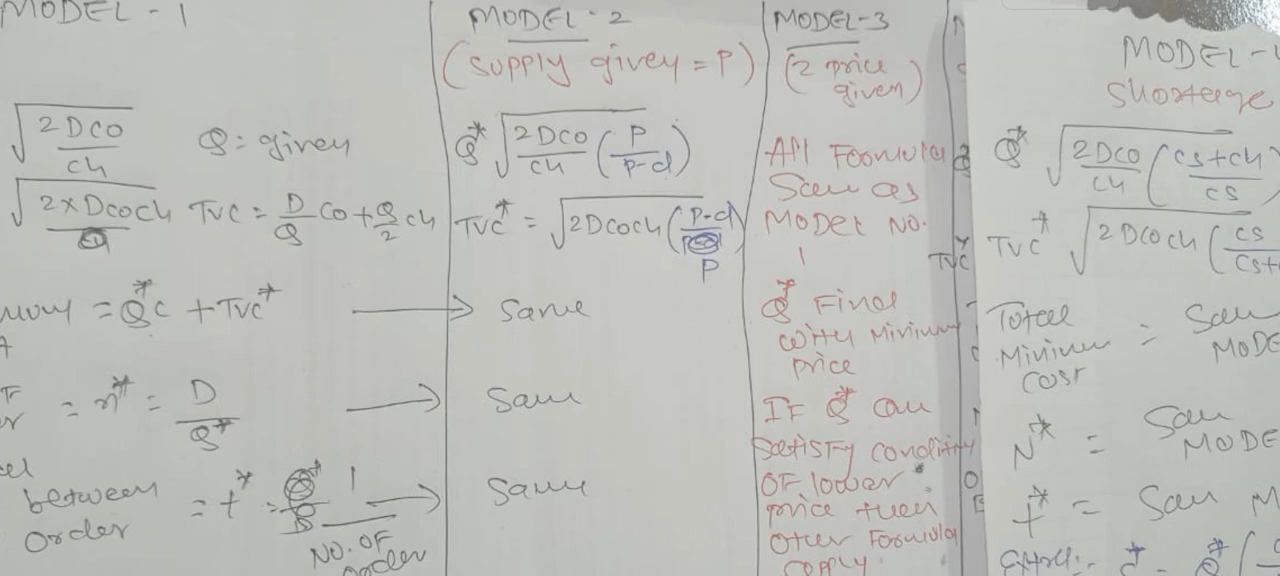 MODEL - 1
√2DCO/CH Q = given
√2×DCOCH TVC = D/Q CO + Q/2 CH
= Q*C + TVC*
= n* = D/Q*
between = t* = 1/NO. OF order
order
MODEL - 2
(supply given = P)
Q* √2DCO/CH (P/P-d)
TVC* = √2DCOCH (P-d/P)
Same
Same
Same
MODEL-3
(2 price
given)
All Formula
Same as
MODEL NO.
1
Q* Find
with Minimum
price
IF Q* can
satisfy condition
OF lower
price then
other Formula
apply
MODEL -
Shortage
Q* √2DCO/CH (CS+CH/CS
TVC* √2DCOCH (CS/CS+
Total
Minimum = Same
MODE
COST
N* = Same
MODE
t* = Same M